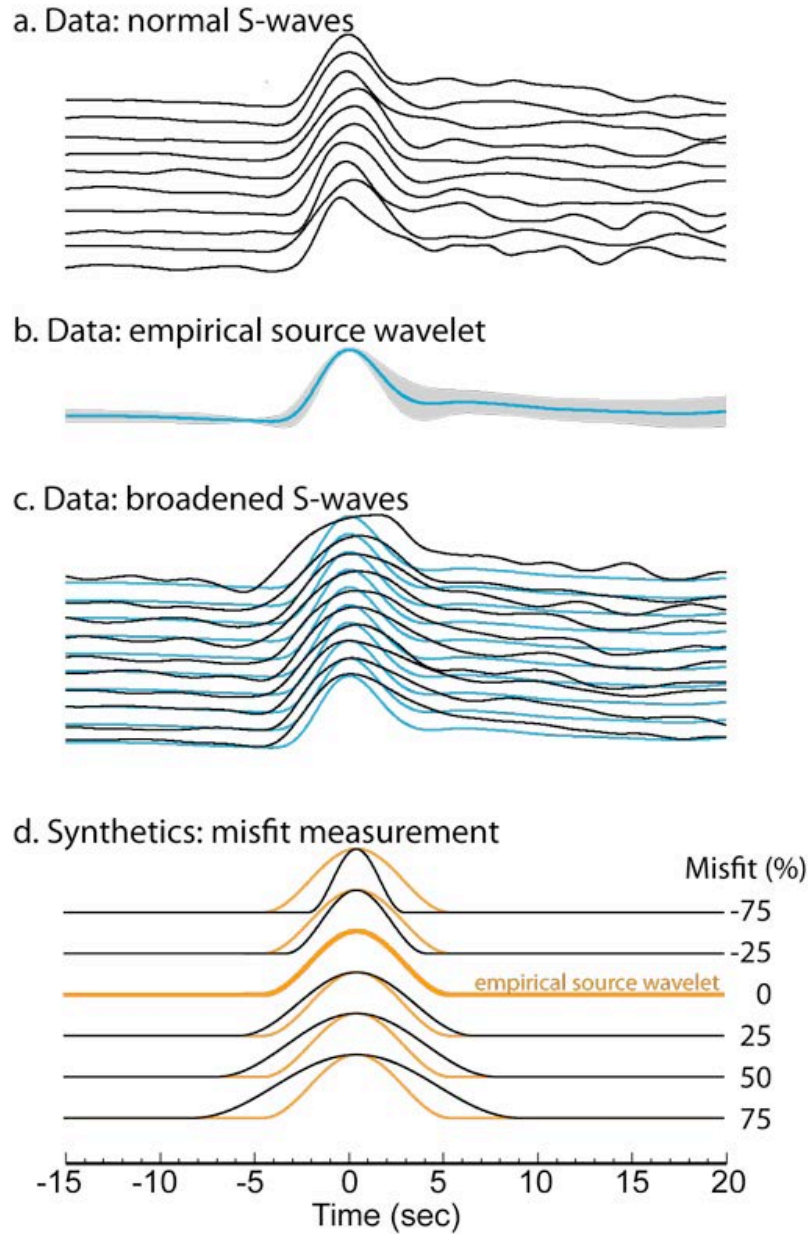 a. Data: normal S-waves
b. Data: empirical source wavelet
c. Data: broadened S-waves
d. Synthetics: misfit measurement
Misfit (%)
-75
-25
empirical source wavelet 0
25
50
75
-15 -10 -5 0 5 10 15 20
Time (sec)